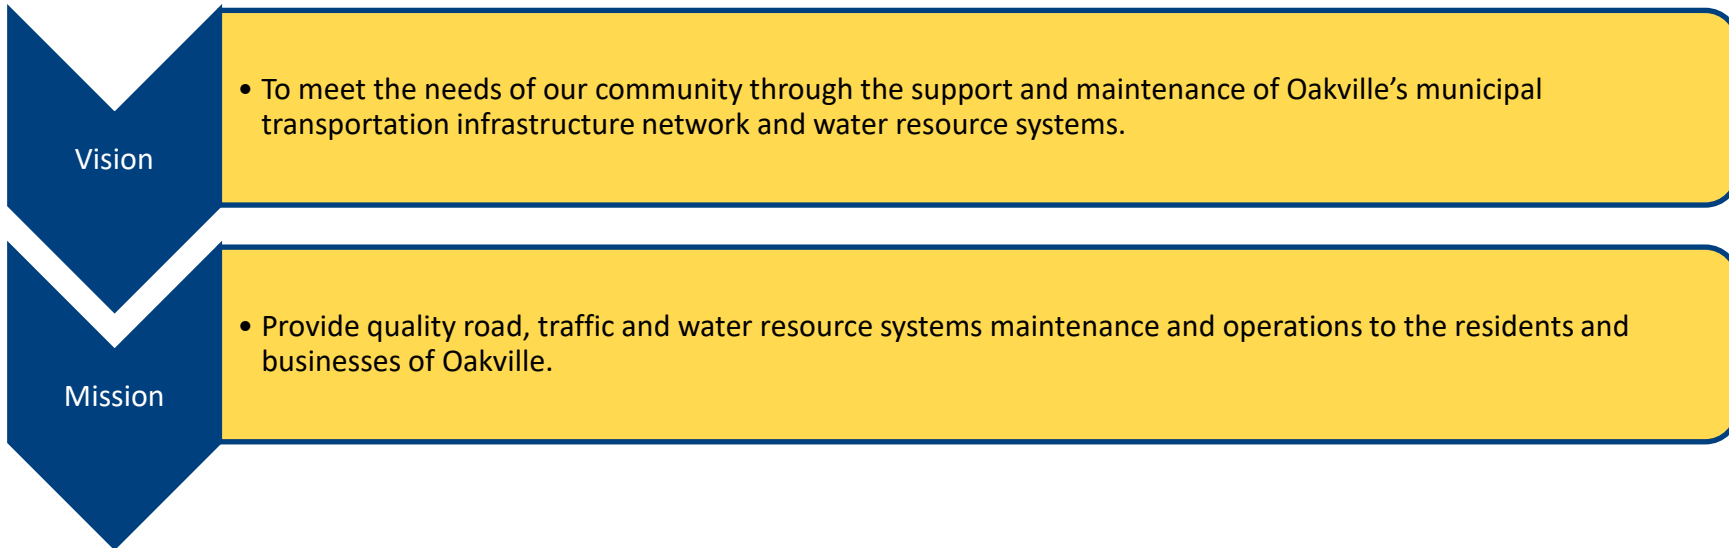 Vision
• To meet the needs of our community through the support and maintenance of Oakville’s municipal
transportation infrastructure network and water resource systems.
Mission
• Provide quality road, traffic and water resource systems maintenance and operations to the residents and
businesses of Oakville.